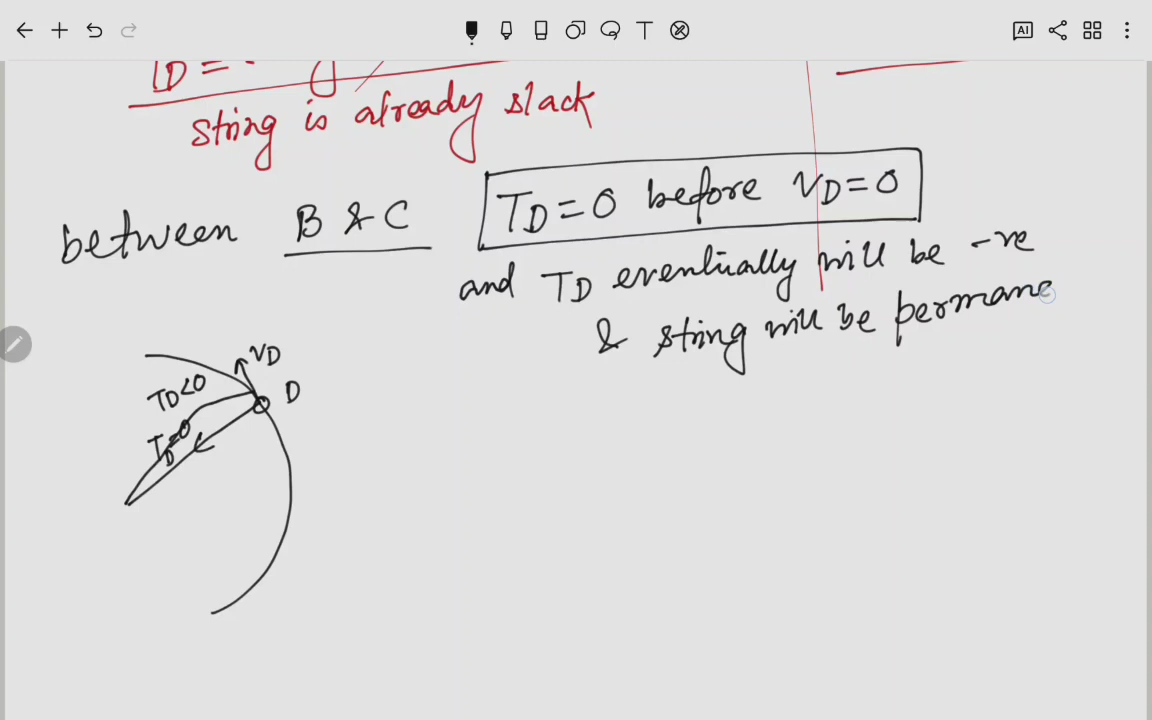 TD =
string is already slack
between B & C TD = 0 before VD = 0
and TD eventually will be -ve
& string will be permane
VD
TD<0
D
TD=0